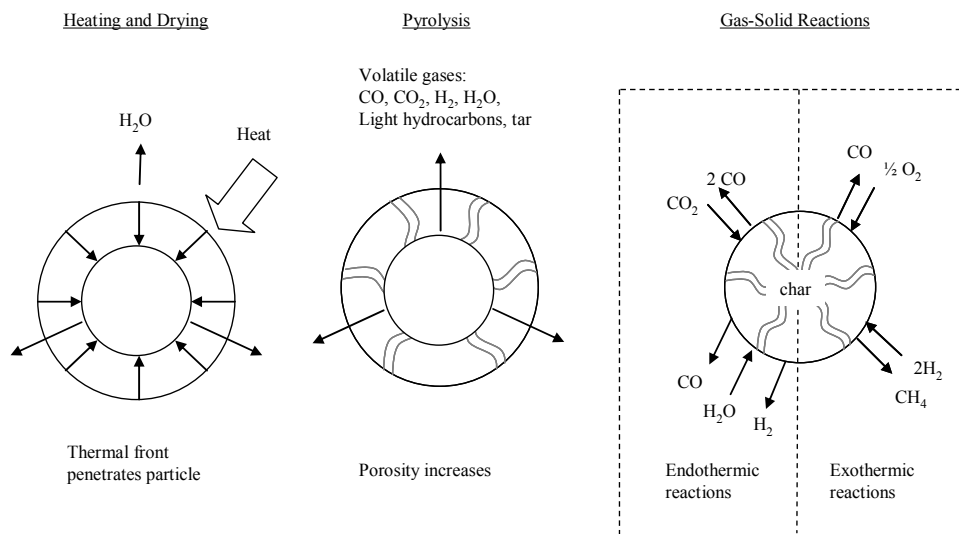 Heating and Drying
H₂O
Heat
Thermal front
penetrates particle
Pyrolysis
Volatile gases:
CO, CO₂, H₂, H₂O,
Light hydrocarbons, tar
Porosity increases
Gas-Solid Reactions
CO₂
2 CO
CO
½ O₂
char
CO
H₂O
H₂
2H₂
CH₄
Endothermic
reactions
Exothermic
reactions